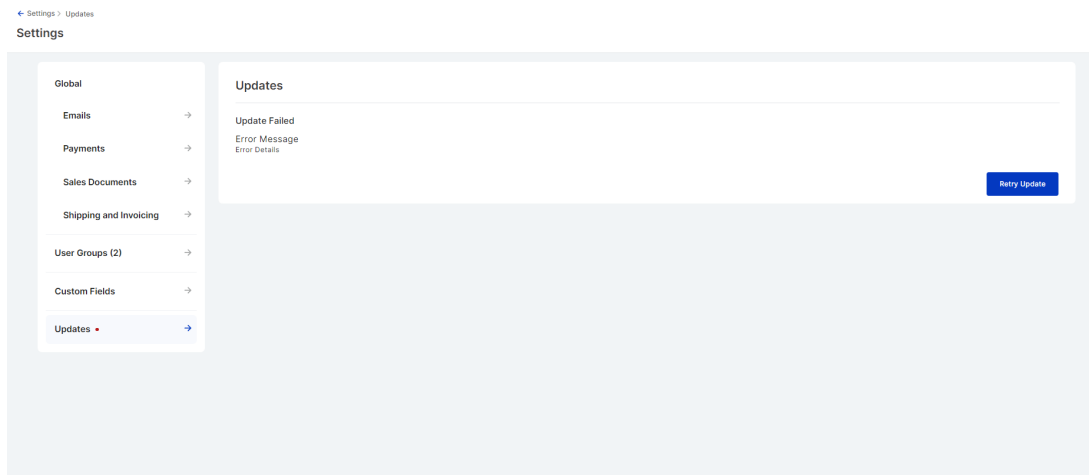 ← Settings > Updates
Settings
Global
Emails →
Payments →
Sales Documents →
Shipping and Invoicing →
User Groups (2) →
Custom Fields →
Updates • →
Updates
Update Failed
Error Message
Error Details
Retry Update